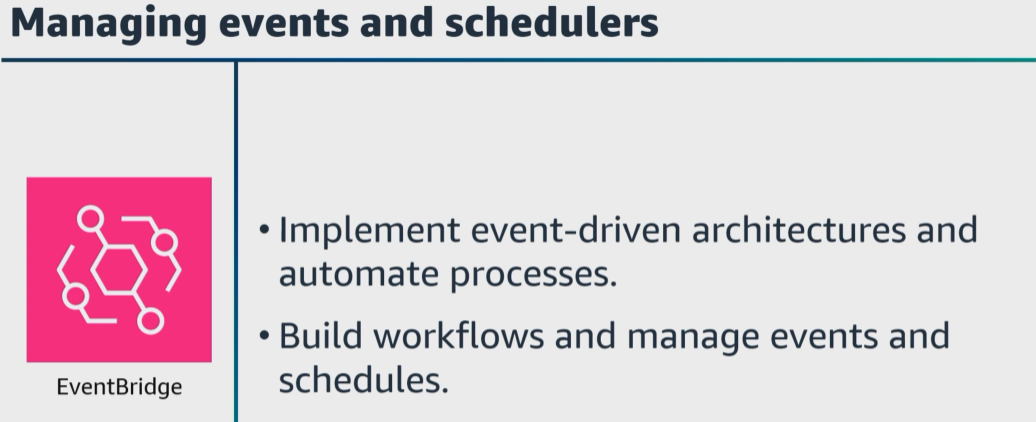 Managing events and schedulers
• Implement event-driven architectures and
automate processes.
• Build workflows and manage events and
schedules.
EventBridge